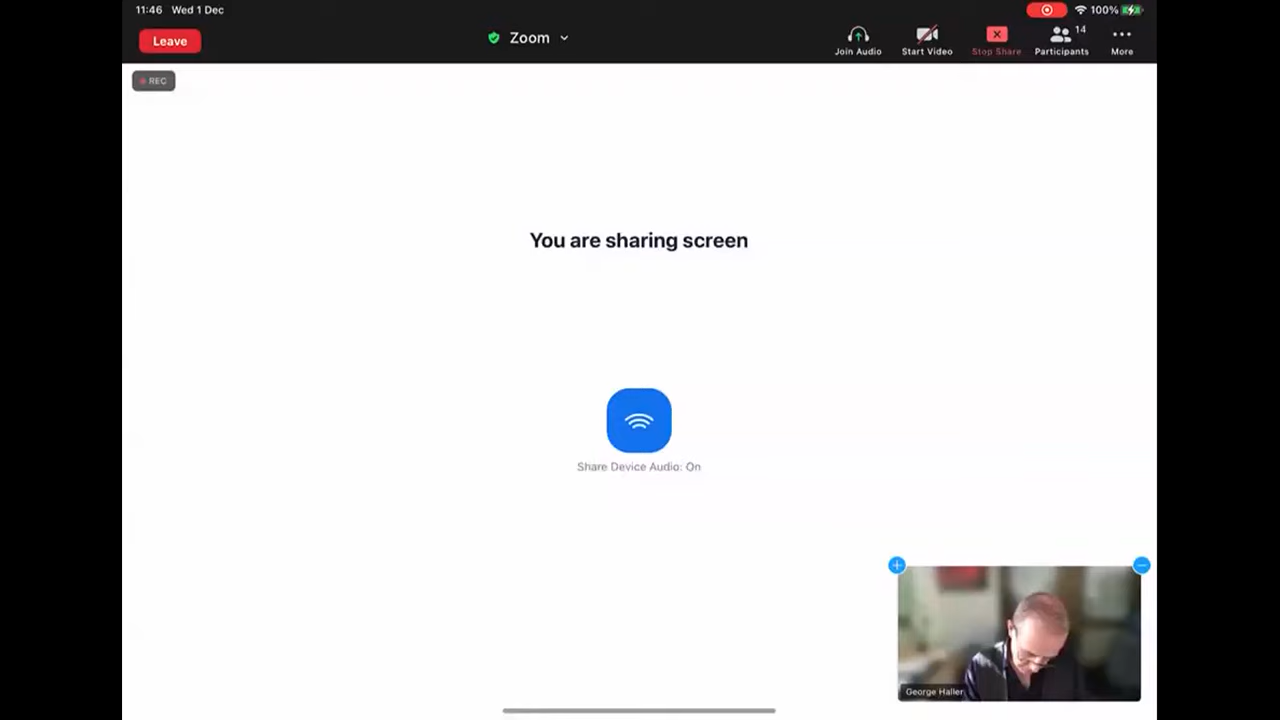 11:46 Wed 1 Dec
100%
Leave
Zoom
Join Audio
Start Video
Stop Share
Participants
14
More
REC
You are sharing screen
Share Device Audio: On
George Haller